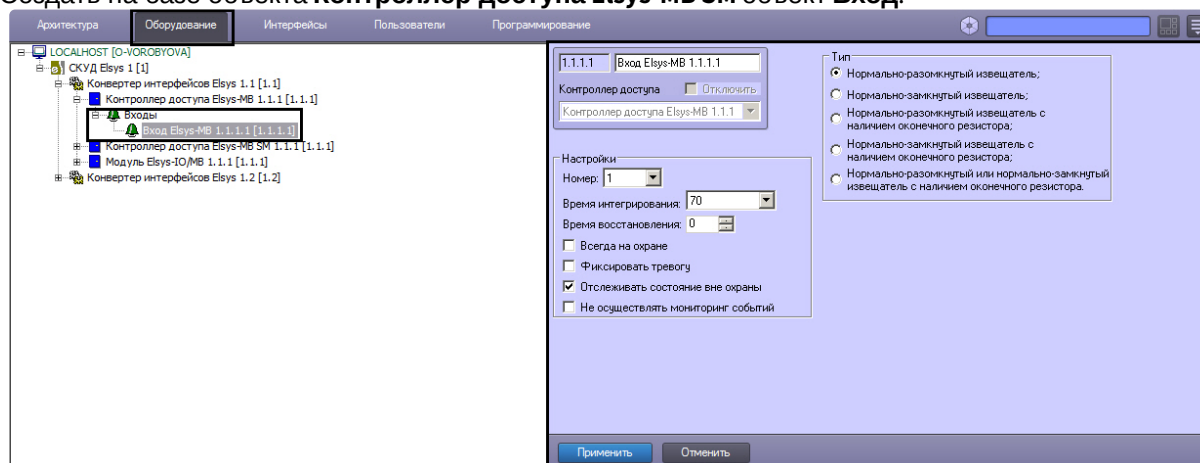 Создать на базе объекта Контроллер доступа Elsys-MB SM объект Вход.
Архитектура Оборудование Интерфейсы Пользователи Программирование
LOCALHOST [O-VOROBYOVA]
СКУД Elsys 1 [1]
Конвертер интерфейсов Elsys 1.1 [1.1]
Контроллер доступа Elsys-MB 1.1.1 [1.1.1]
Входы
Вход Elsys-MB 1.1.1.1 [1.1.1.1]
Контроллер доступа Elsys-MB SM 1.1.1 [1.1.1]
Модуль Elsys-IO/MB 1.1.1 [1.1.1]
Конвертер интерфейсов Elsys 1.2 [1.2]
1.1.1.1 Вход Elsys-MB 1.1.1.1
Контроллер доступа Отключить
Контроллер доступа Elsys-MB 1.1.1
Настройки
Номер: 1
Время интегрирования: 70
Время восстановления: 0
Всегда на охране
Фиксировать тревогу
Отслеживать состояние вне охраны
Не осуществлять мониторинг событий
Тип
Нормально-разомкнутый извещатель;
Нормально-замкнутый извещатель;
Нормально-разомкнутый извещатель с
наличием оконечного резистора;
Нормально-замкнутый извещатель с
наличием оконечного резистора;
Нормально-разомкнутый или нормально-замкнутый
извещатель с наличием оконечного резистора.
Применить Отменить